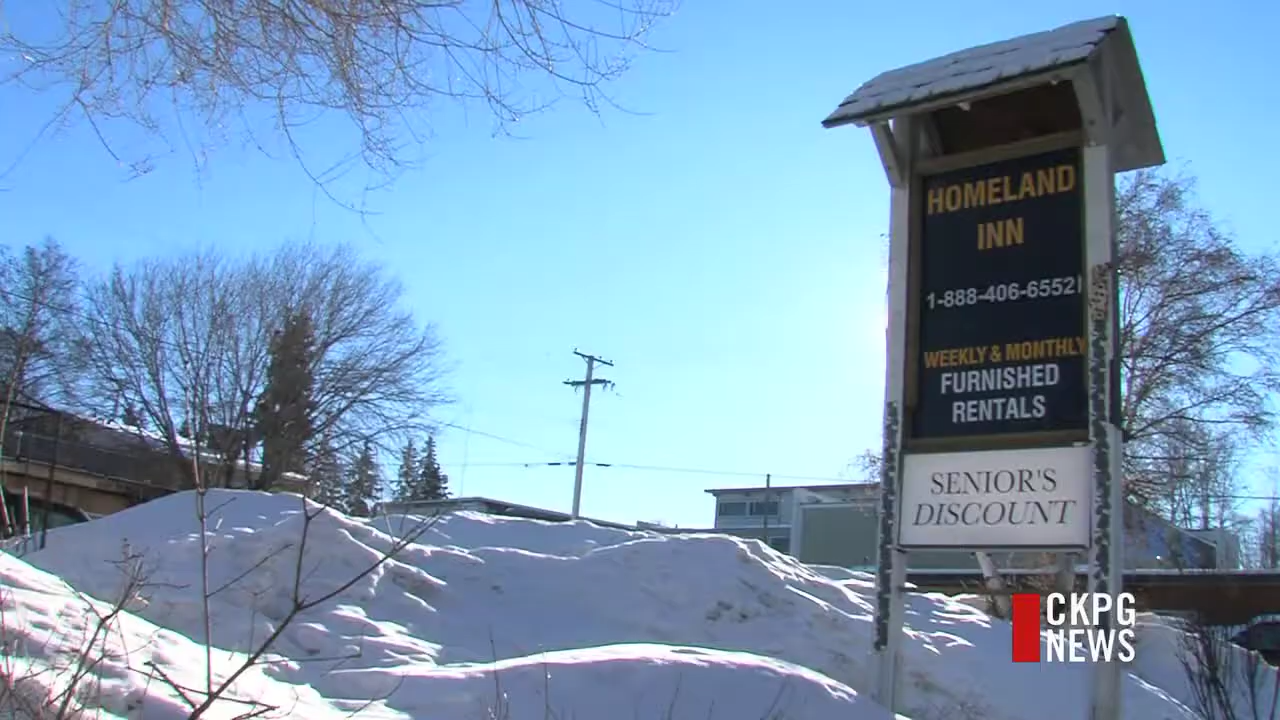 HOMELAND
INN
1-888-406-6552
WEEKLY & MONTHLY
FURNISHED
RENTALS
SENIOR'S
DISCOUNT
CKPG
NEWS